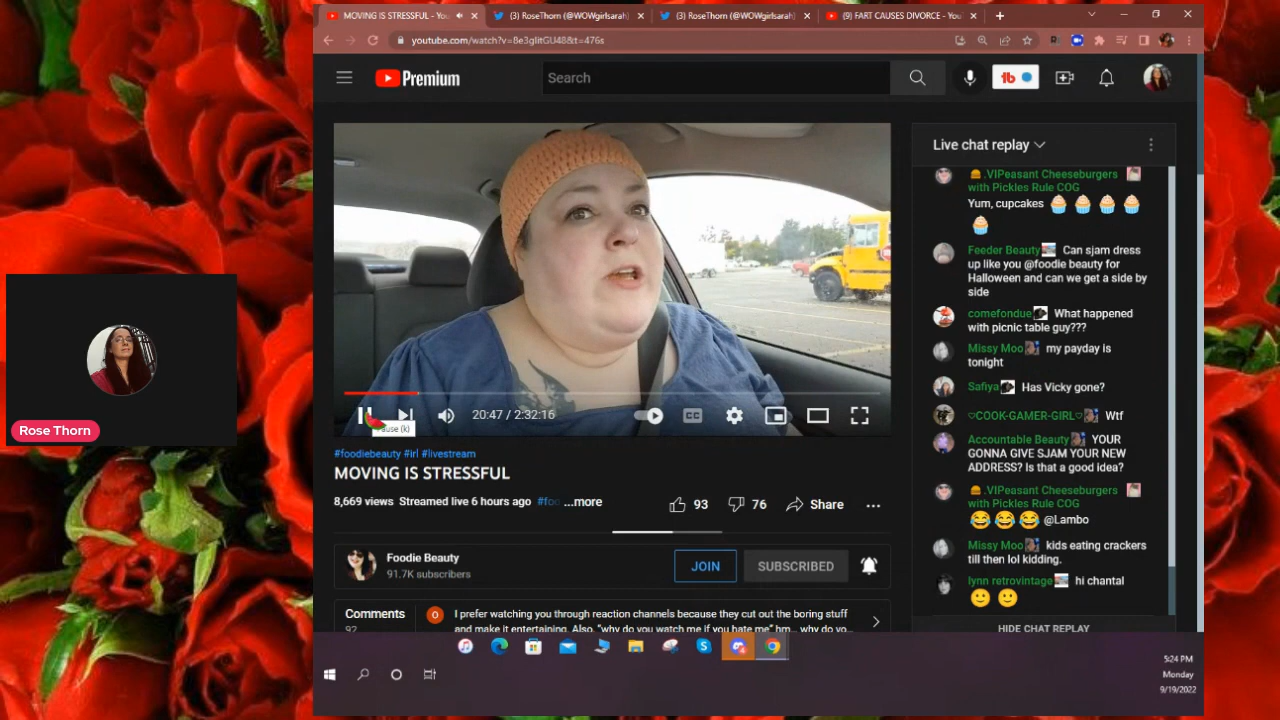 MOVING IS STRESSFUL - You
(3) RoseThorn (@WOWgirlsarah)
(3) RoseThorn (@WOWgirlsarah)
(9) FART CAUSES DIVORCE - You
youtube.com/watch?v=8e3glitGU48&t=476s
Premium
Search
Live chat replay
.VIPeasant Cheeseburgers
with Pickles Rule COG
Yum, cupcakes
Feeder Beauty Can sjam dress
up like you @foodie beauty for
Halloween and can we get a side by
side
comefondue What happened
with picnic table guy???
Missy Moo my payday is
tonight
Safiya Has Vicky gone?
♡COOK-GAMER-GIRL♡ Wtf
Accountable Beauty YOUR
GONNA GIVE SJAM YOUR NEW
ADDRESS? Is that a good idea?
.VIPeasant Cheeseburgers
with Pickles Rule COG
@Lambo
Missy Moo kids eating crackers
till then lol kidding.
lynn retrovintage hi chantal
HIDE CHAT REPLAY
20:47 / 2:32:16
CC
Pause (k)
#foodiebeauty #irl #livestream
MOVING IS STRESSFUL
8,669 views Streamed live 6 hours ago #foo ...more
93
76
Share
Foodie Beauty
91.7K subscribers
JOIN
SUBSCRIBED
Comments
92
I prefer watching you through reaction channels because they cut out the boring stuff
and make it entertaining. Also, "why do you watch me if you hate me" hm... why do yo...
Rose Thorn
5:24 PM
Monday
9/19/2022